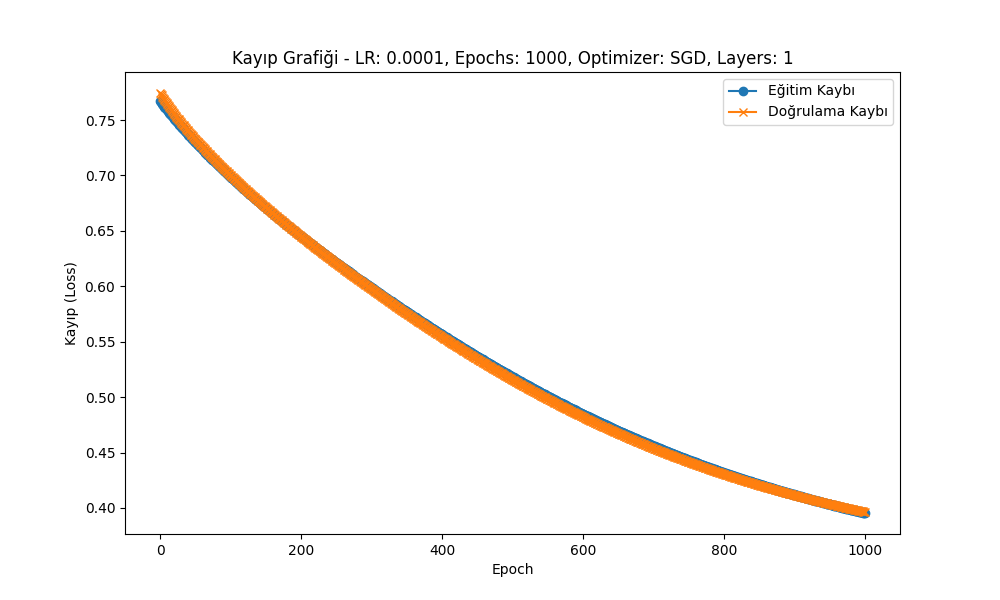 Kayıp Grafiği - LR: 0.0001, Epochs: 1000, Optimizer: SGD, Layers: 1
Eğitim Kaybı
Doğrulama Kaybı
Kayıp (Loss)
0.75
0.70
0.65
0.60
0.55
0.50
0.45
0.40
0
200
400
600
800
1000
Epoch